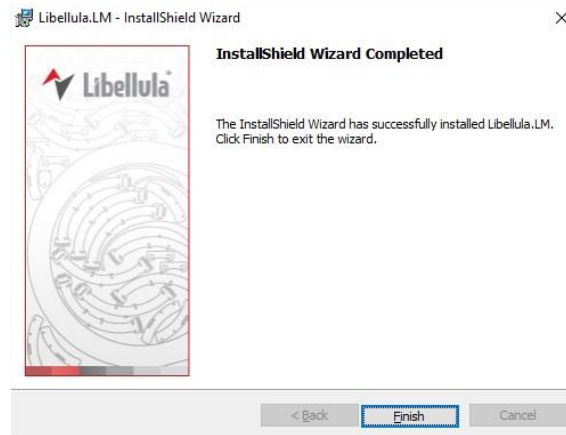 Libellula.LM - InstallShield Wizard
Libellula
InstallShield Wizard Completed
The InstallShield Wizard has successfully installed Libellula.LM.
Click Finish to exit the wizard.
< Back
Finish
Cancel